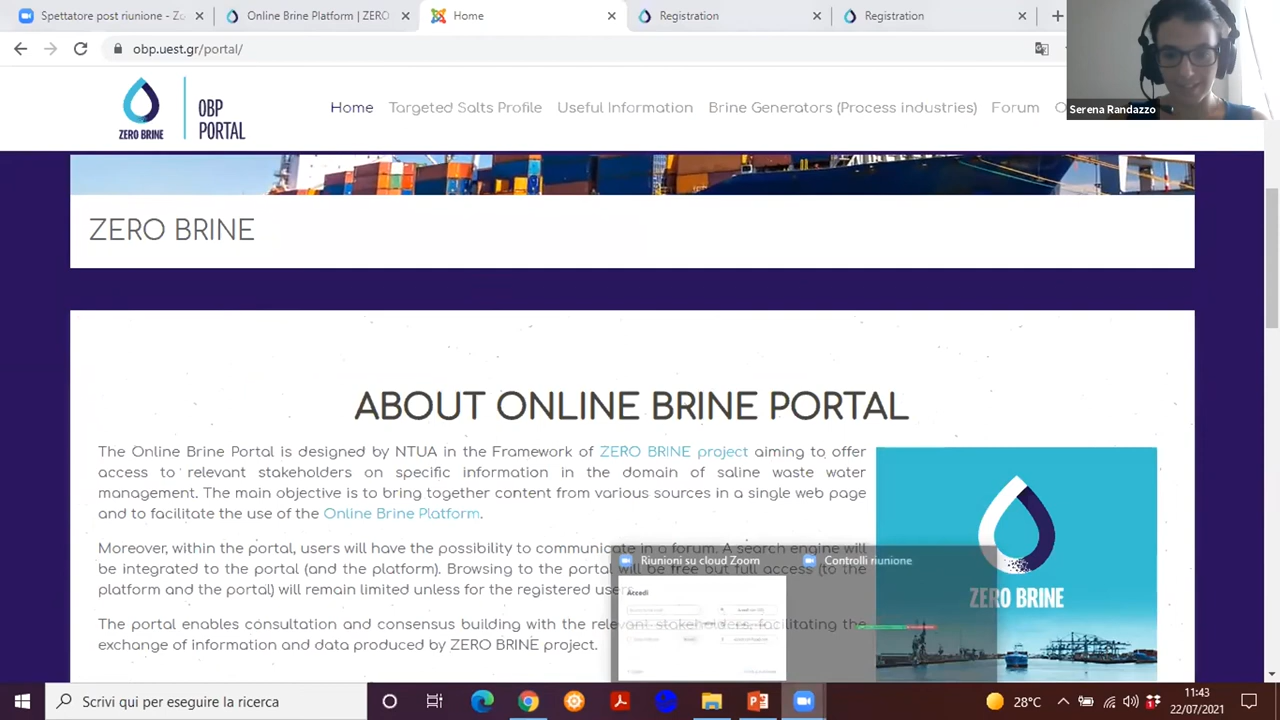 Spettatore post riunione - Zo
Online Brine Platform | ZERO
Home
Registration
Registration
obp.uest.gr/portal/
ZERO BRINE
OBP
PORTAL
Home Targeted Salts Profile Useful Information Brine Generators (Process industries) Forum O
Serena Randazzo
ZERO BRINE
ABOUT ONLINE BRINE PORTAL
The Online Brine Portal is designed by NTUA in the Framework of ZERO BRINE project aiming to offer
access to relevant stakeholders on specific information in the domain of saline waste water
management. The main objective is to bring together content from various sources in a single web page
and to facilitate the use of the Online Brine Platform.
Moreover, within the portal, users will have the possibility to communicate in a forum. A search engine will
be integrated to the portal (and the platform). Browsing to the portal will be free but full access (to the
platform and the portal) will remain limited unless for the registered users.
The portal enables consultation and consensus building with the relevant stakeholders, facilitating the
exchange of information and data produced by ZERO BRINE project.
ZERO BRINE
Riunioni su cloud Zoom
Controlli riunione
Accedi
Scrivi qui per eseguire la ricerca
28°C
11:43
22/07/2021